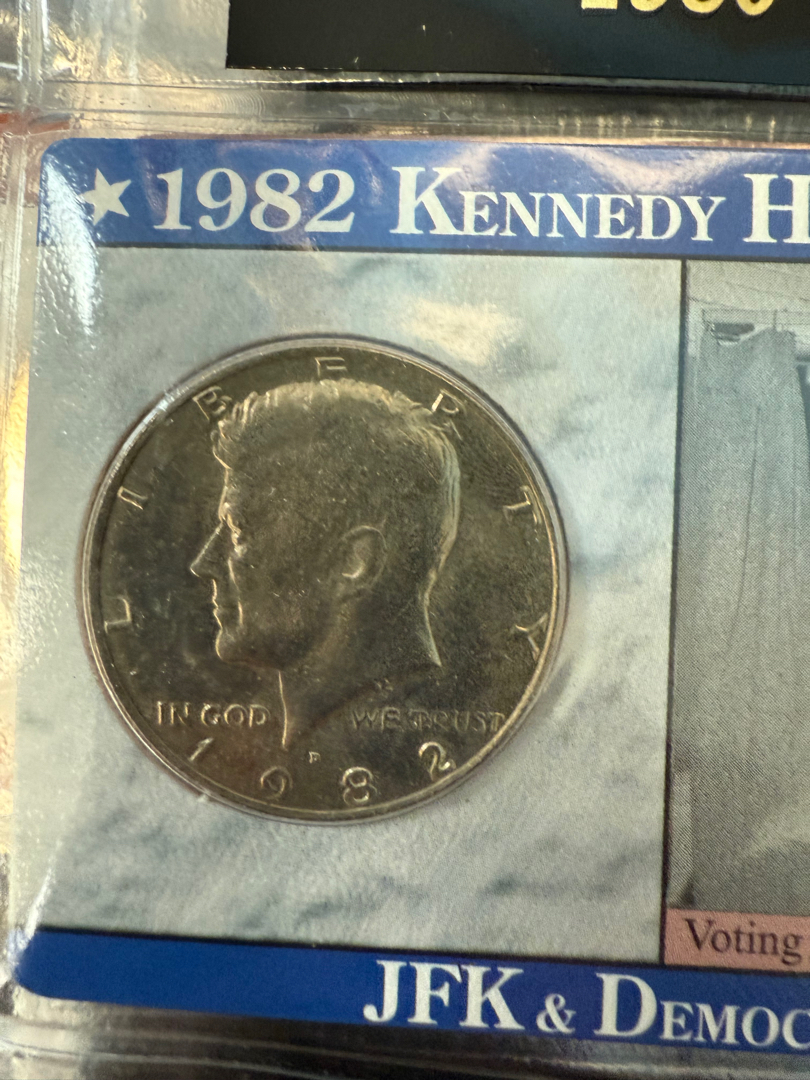 ★ 1982 KENNEDY H
LIBERTY
IN GOD WE TRUST
P
1982
Voting
JFK & DEMOC